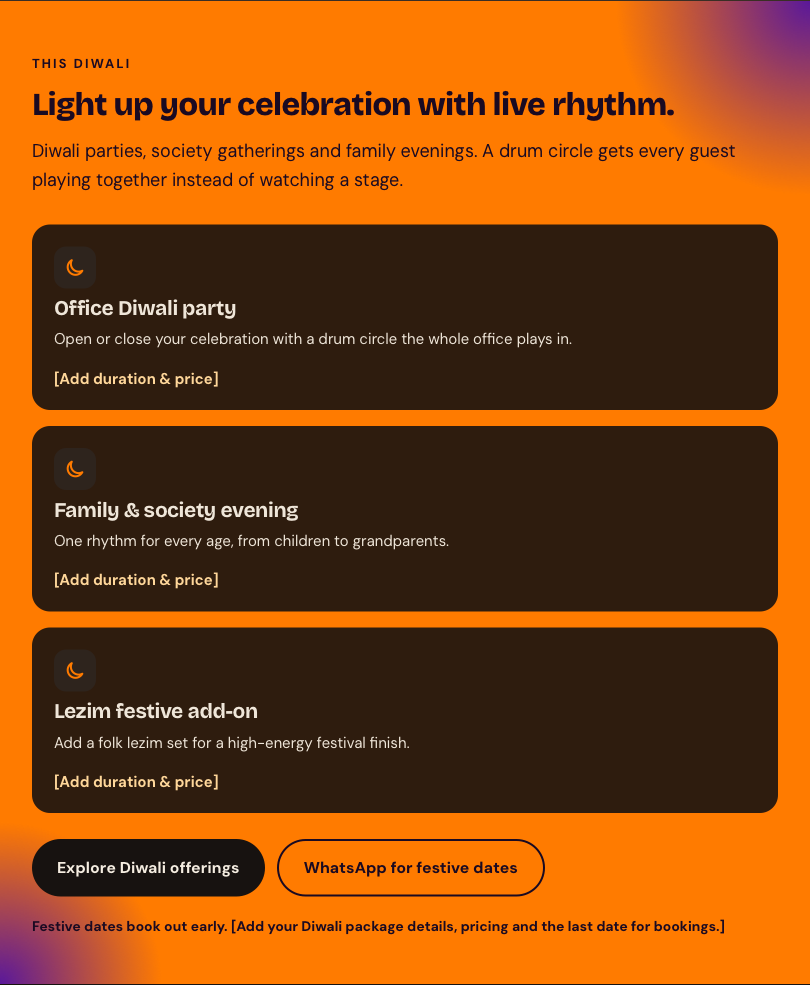 THIS DIWALI
Light up your celebration with live rhythm.
Diwali parties, society gatherings and family evenings. A drum circle gets every guest
playing together instead of watching a stage.
Office Diwali party
Open or close your celebration with a drum circle the whole office plays in.
[Add duration & price]
Family & society evening
One rhythm for every age, from children to grandparents.
[Add duration & price]
Lezim festive add-on
Add a folk lezim set for a high-energy festival finish.
[Add duration & price]
Explore Diwali offerings
WhatsApp for festive dates
Festive dates book out early. [Add your Diwali package details, pricing and the last date for bookings.]